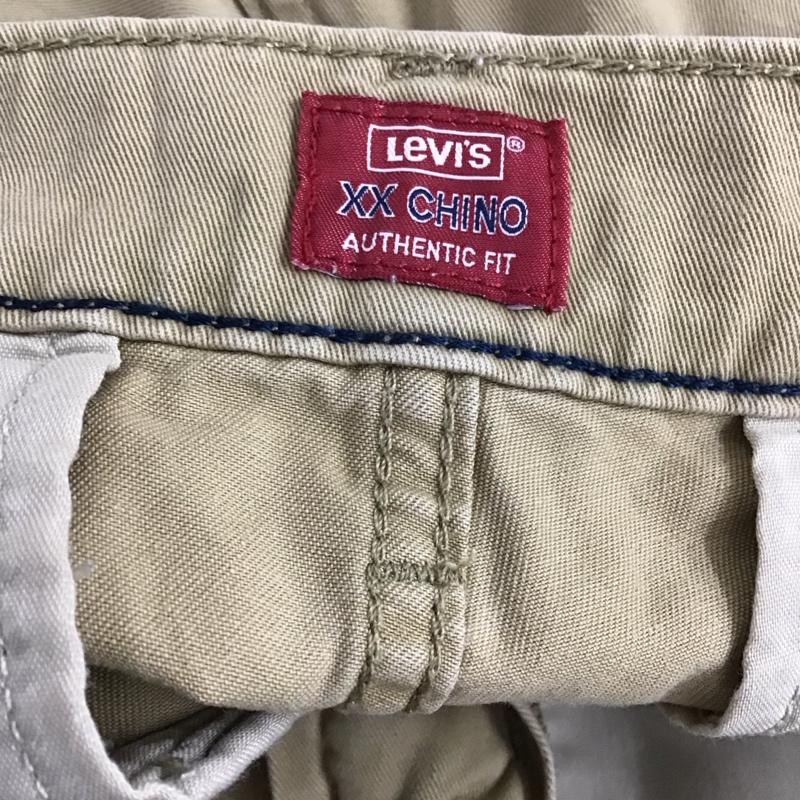 Levi's®
XX CHINO
AUTHENTIC FIT